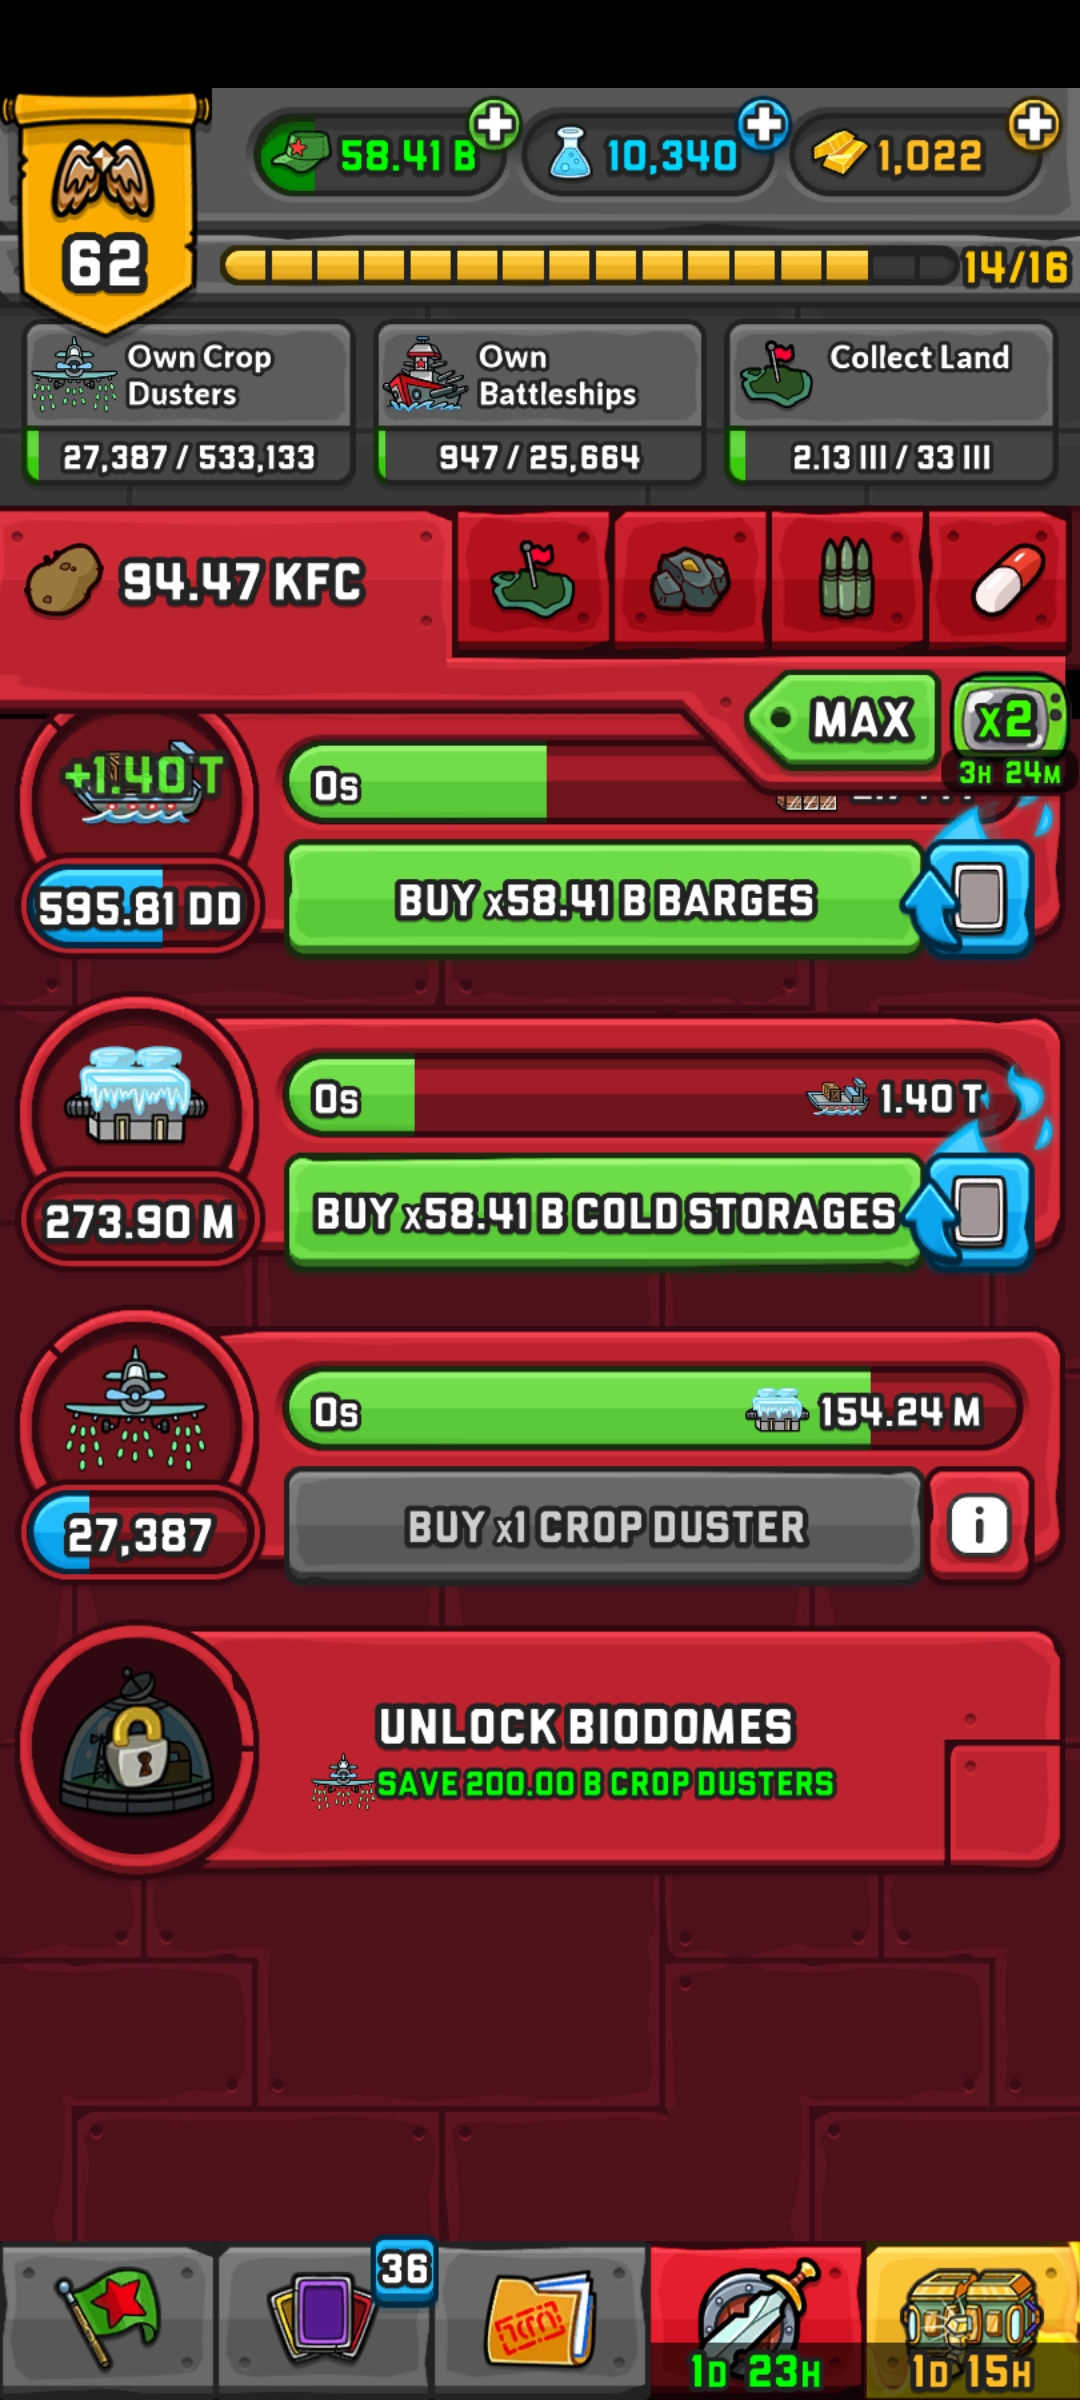 58.41 B
10,340
1,022
62
14/16
Own Crop Dusters
Own Battleships
Collect Land
27,387 / 533,133
947 / 25,664
2.13 III / 33 III
94.47 KFC
MAX
x2
3H 24M
+1.40 T
0s
595.81 DD
BUY x58.41 B BARGES
0s
1.40 T
273.90 M
BUY x58.41 B COLD STORAGES
0s
154.24 M
27,387
BUY x1 CROP DUSTER
i
UNLOCK BIODOMES
SAVE 200.00 B CROP DUSTERS
36
1D 23H
1D 15H